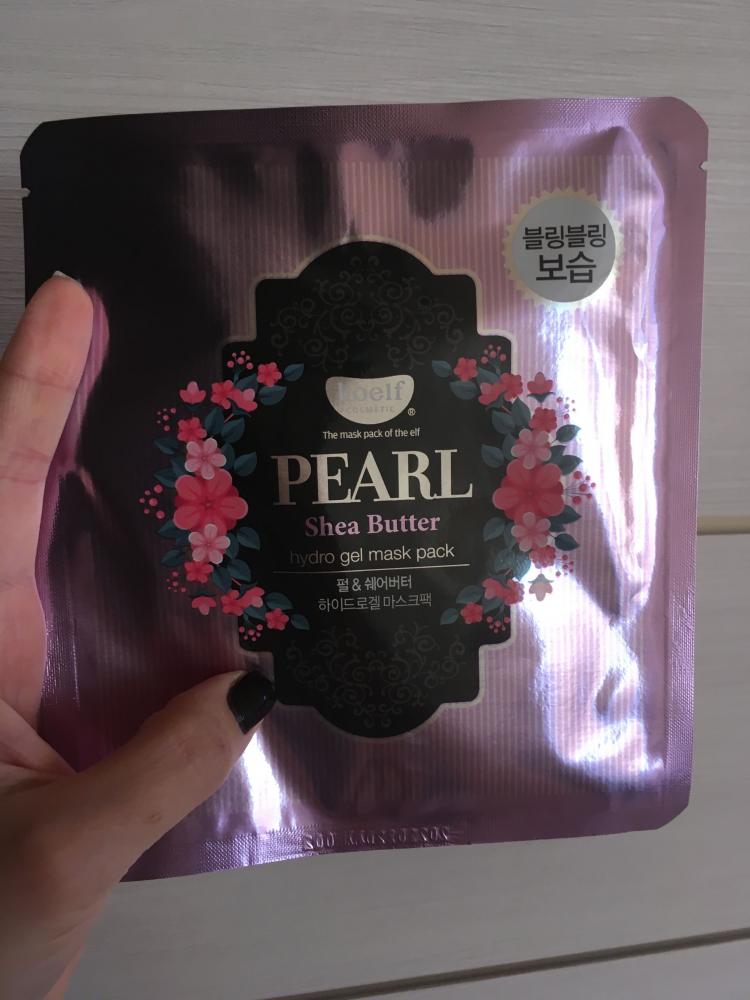 블링블링
보습
koelf
COSMETIC ®
The mask pack of the elf
PEARL
Shea Butter
hydro gel mask pack
펄 & 쉐어버터
하이드로겔 마스크팩